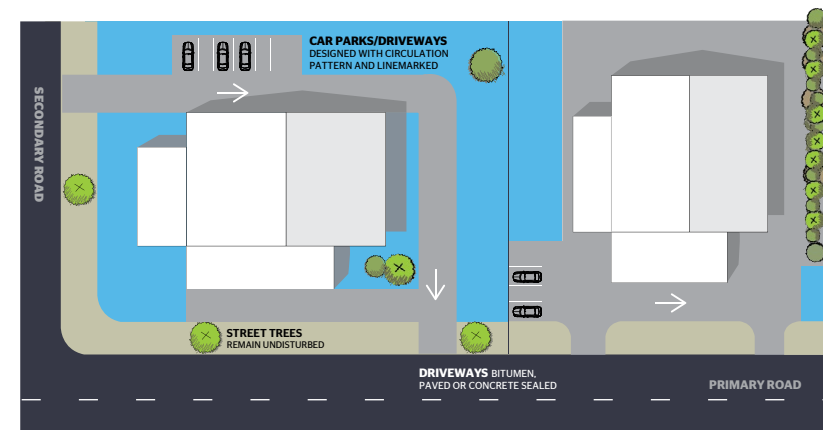 CAR PARKS/DRIVEWAYS
DESIGNED WITH CIRCULATION
PATTERN AND LINEMARKED
SECONDARY ROAD
STREET TREES
REMAIN UNDISTURBED
DRIVEWAYS BITUMEN,
PAVED OR CONCRETE SEALED
PRIMARY ROAD